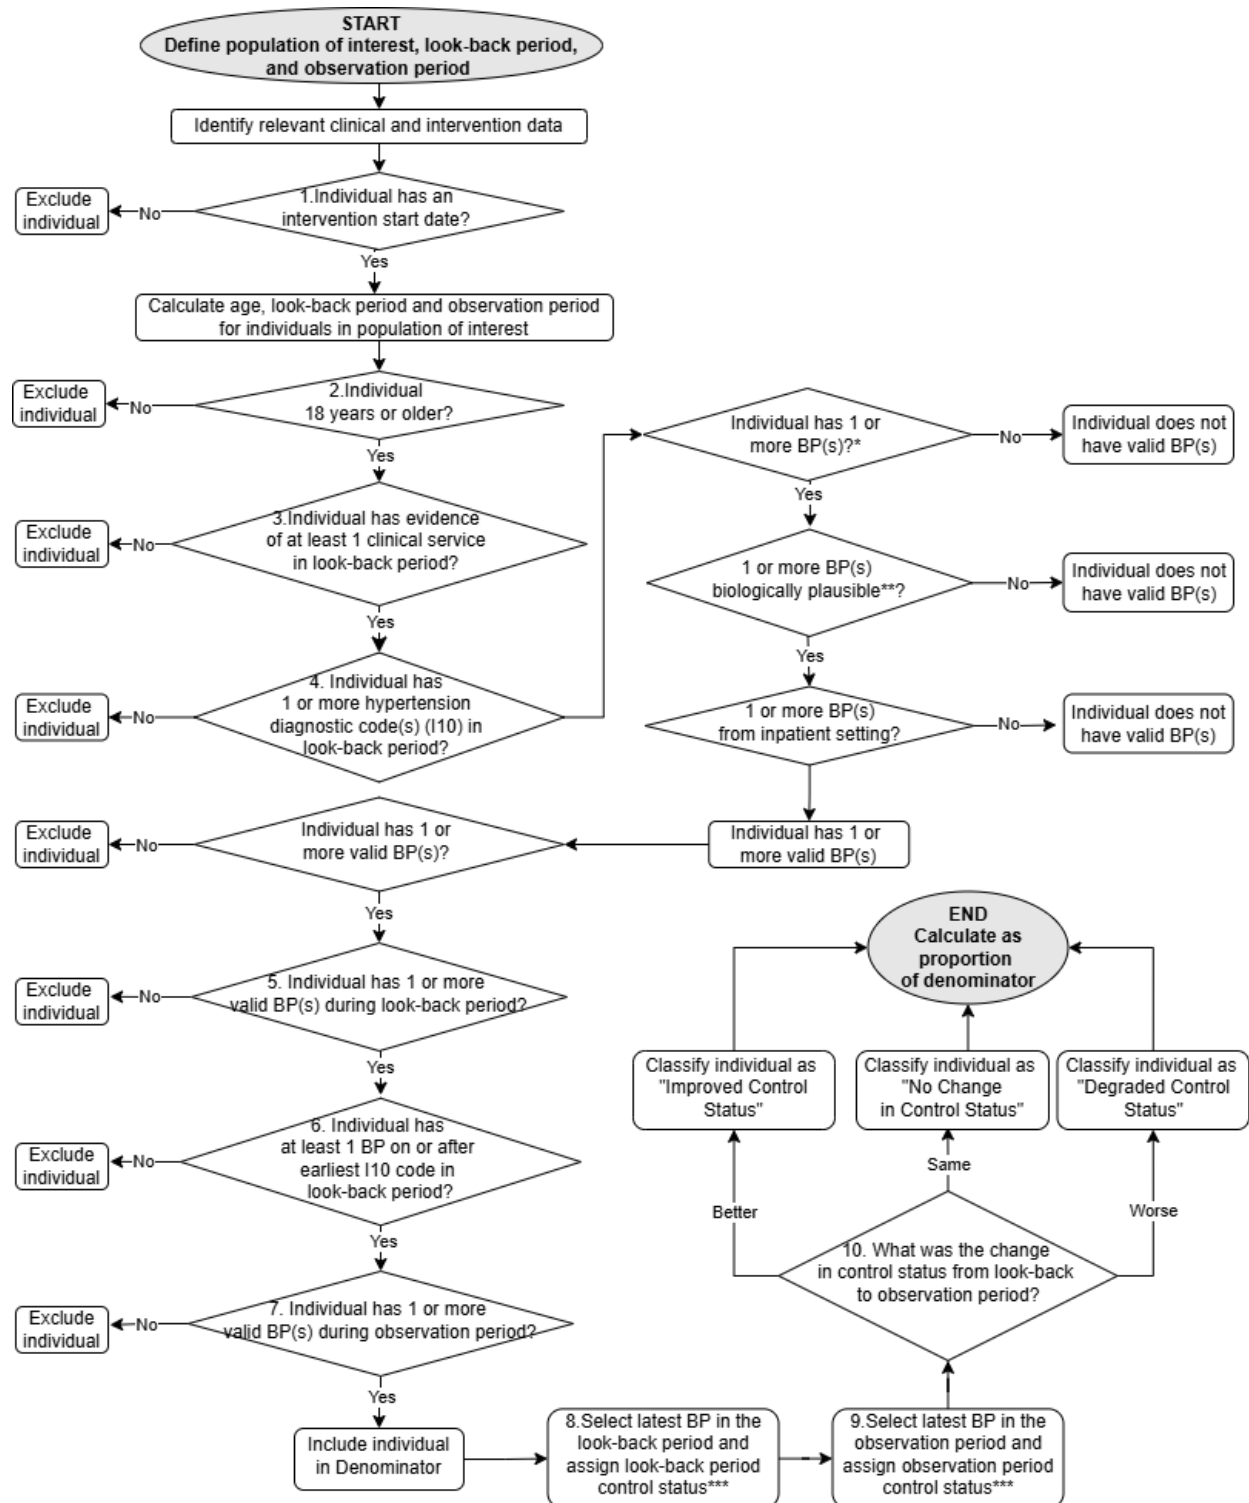 START
Define population of interest, look-back period,
and observation period
Identify relevant clinical and intervention data
1.Individual has an
intervention start date?
No
Exclude
individual
Yes
Calculate age, look-back period and observation period
for individuals in population of interest
2.Individual
18 years or older?
No
Exclude
individual
Yes
3.Individual has evidence
of at least 1 clinical service
in look-back period?
No
Exclude
individual
Yes
4. Individual has
1 or more hypertension
diagnostic code(s) (I10) in
look-back period?
No
Exclude
individual
Individual has 1 or
more BP(s)?*
No
Individual does not
have valid BP(s)
Yes
1 or more BP(s)
biologically plausible**?
No
Individual does not
have valid BP(s)
Yes
1 or more BP(s)
from inpatient setting?
No
Individual does not
have valid BP(s)
Individual has 1 or
more valid BP(s)
Individual has 1 or
more valid BP(s)?
No
Exclude
individual
Yes
5. Individual has 1 or more
valid BP(s) during look-back period?
No
Exclude
individual
Yes
6. Individual has
at least 1 BP on or after
earliest I10 code in
look-back period?
No
Exclude
individual
Yes
7. Individual has 1 or more
valid BP(s) during observation period?
No
Exclude
individual
Yes
Include individual
in Denominator
8.Select latest BP in the
look-back period and
assign look-back period
control status***
9.Select latest BP in the
observation period and
assign observation period
control status***
10. What was the change
in control status from look-back
to observation period?
Better
Same
Worse
Classify individual as
"Improved Control
Status"
Classify individual as
"No Change
in Control Status"
Classify individual as
"Degraded Control
Status"
END
Calculate as
proportion
of denominator